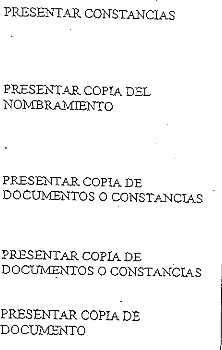 PRESENTAR CONSTANCIAS
PRESENTAR COPIA DEL
NOMBRAMIENTO
PRESENTAR COPIA DE
DOCUMENTOS O CONSTANCIAS
PRESENTAR COPIA DE
DOCUMENTOS O CONSTANCIAS
PRESENTAR COPIA DE
DOCUMENTO